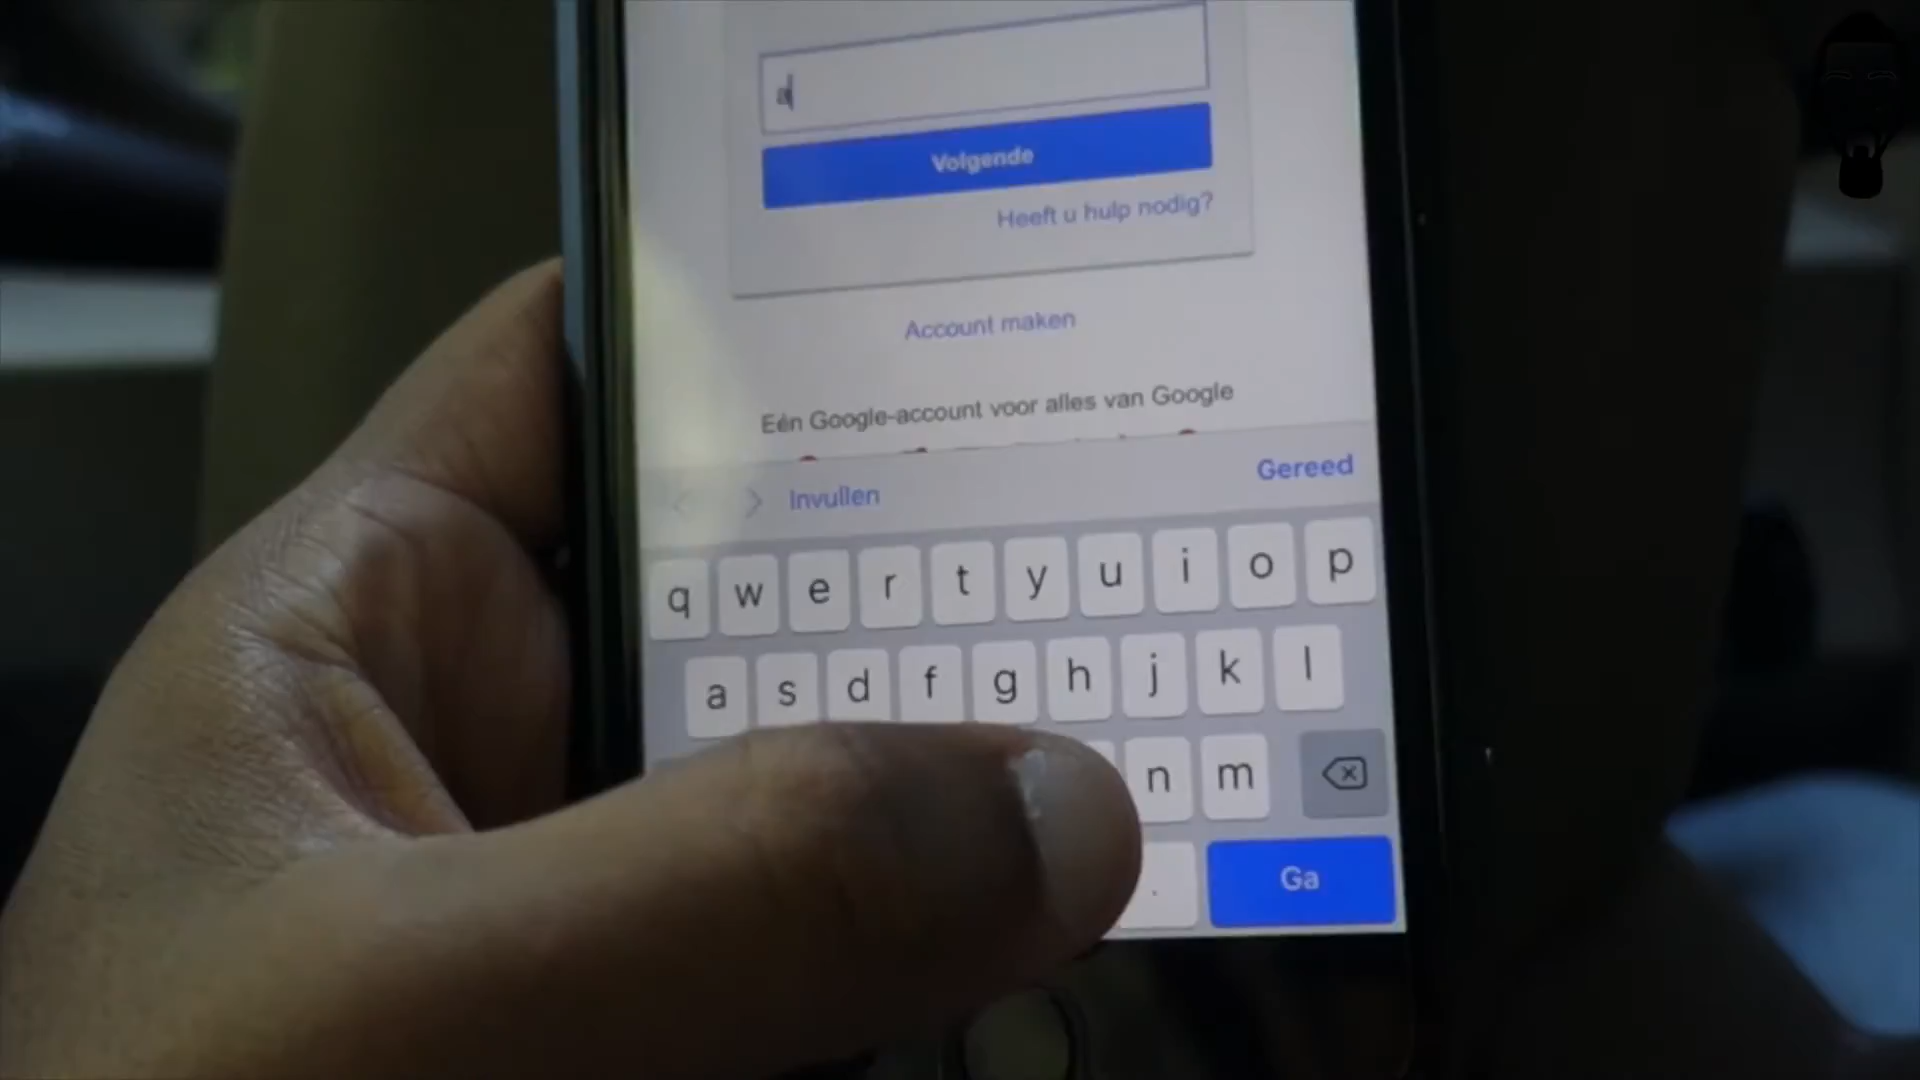 a
Volgende
Heeft u hulp nodig?
Account maken
Eén Google-account voor alles van Google
Invullen
Gereed
q w e r t y u i o p
a s d f g h j k l
n m
.
Ga